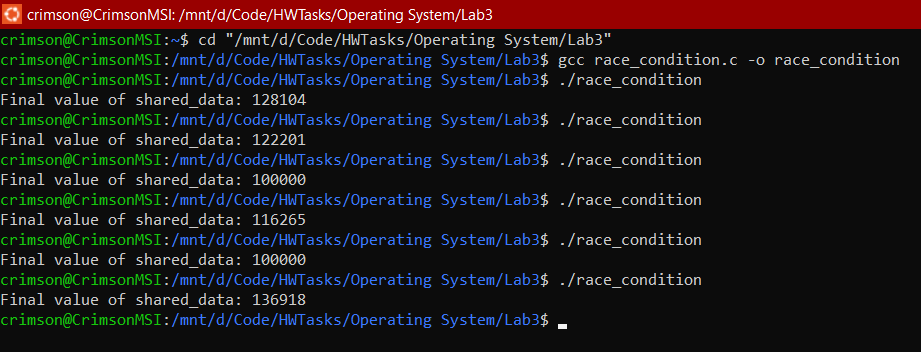 crimson@CrimsonMSI: /mnt/d/Code/HWTasks/Operating System/Lab3
crimson@CrimsonMSI:~$ cd "/mnt/d/Code/HWTasks/Operating System/Lab3"
crimson@CrimsonMSI:/mnt/d/Code/HWTasks/Operating System/Lab3$ gcc race_condition.c -o race_condition
crimson@CrimsonMSI:/mnt/d/Code/HWTasks/Operating System/Lab3$ ./race_condition
Final value of shared_data: 128104
crimson@CrimsonMSI:/mnt/d/Code/HWTasks/Operating System/Lab3$ ./race_condition
Final value of shared_data: 122201
crimson@CrimsonMSI:/mnt/d/Code/HWTasks/Operating System/Lab3$ ./race_condition
Final value of shared_data: 100000
crimson@CrimsonMSI:/mnt/d/Code/HWTasks/Operating System/Lab3$ ./race_condition
Final value of shared_data: 116265
crimson@CrimsonMSI:/mnt/d/Code/HWTasks/Operating System/Lab3$ ./race_condition
Final value of shared_data: 100000
crimson@CrimsonMSI:/mnt/d/Code/HWTasks/Operating System/Lab3$ ./race_condition
Final value of shared_data: 136918
crimson@CrimsonMSI:/mnt/d/Code/HWTasks/Operating System/Lab3$